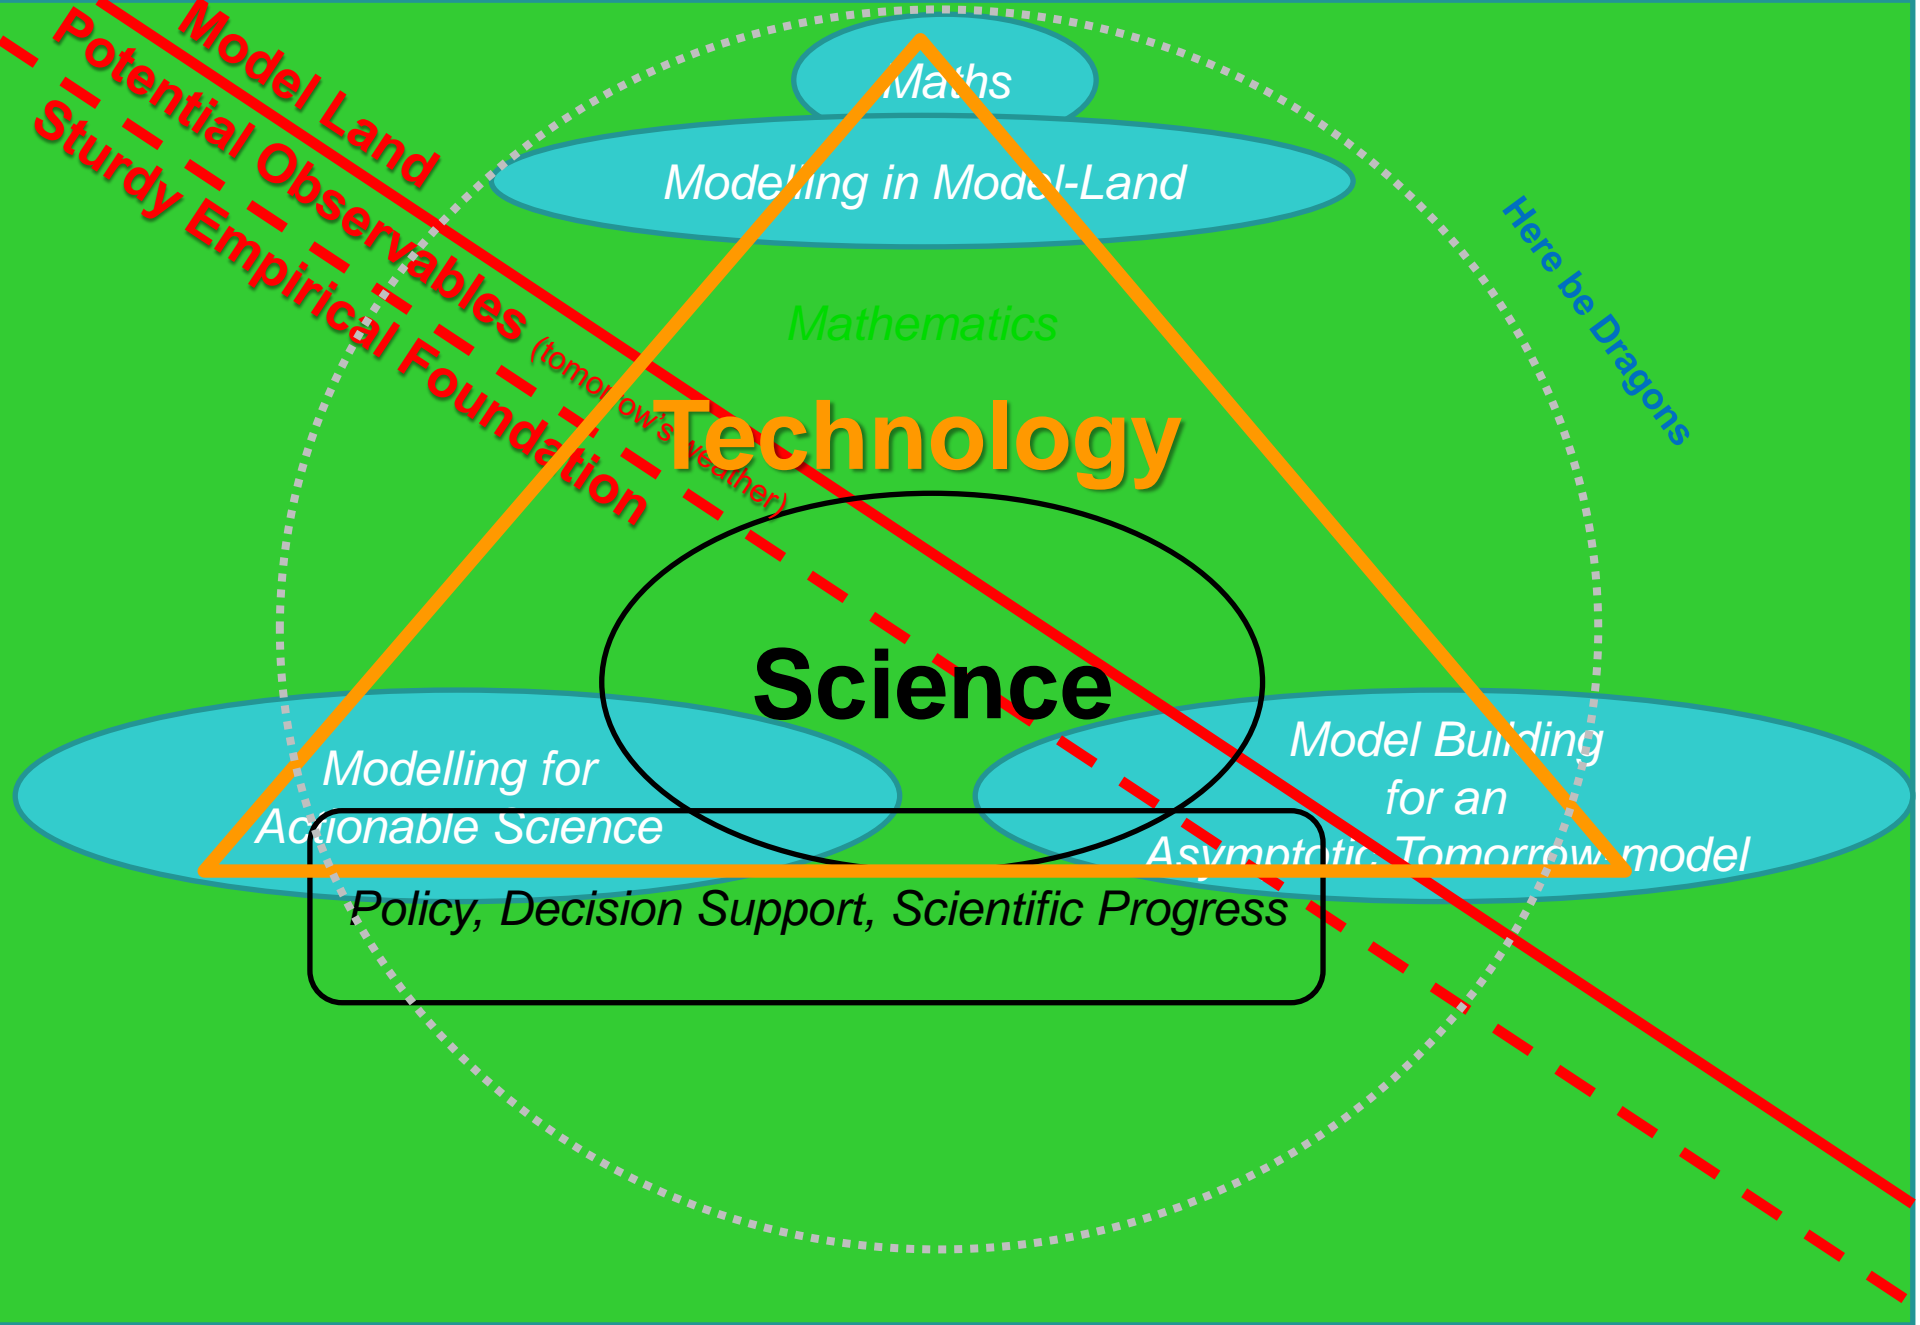 Model Land
Potential Observables (tomorrow's weather)
Sturdy Empirical Foundation
Maths
Modelling in Model-Land
Here be Dragons
Mathematics
Technology
Science
Modelling for
Actionable Science
Model Building
for an
Asymptotic Tomorrow-model
Policy, Decision Support, Scientific Progress